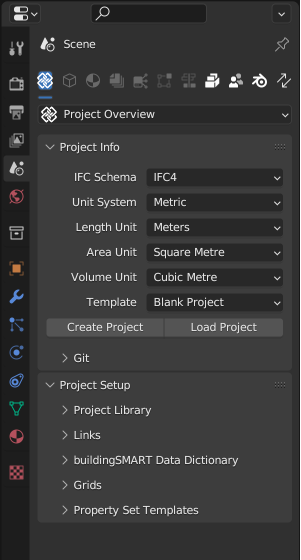 Scene
Project Overview
Project Info
IFC Schema IFC4
Unit System Metric
Length Unit Meters
Area Unit Square Metre
Volume Unit Cubic Metre
Template Blank Project
Create Project Load Project
Git
Project Setup
Project Library
Links
buildingSMART Data Dictionary
Grids
Property Set Templates